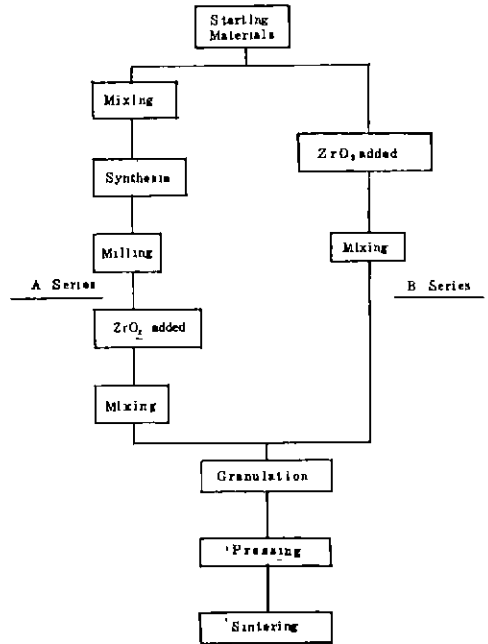 Starting
Materials
Mixing
ZrO₂ added
Synthesis
Milling
Mixing
A Series
B Series
ZrO₂ added
Mixing
Granulation
Pressing
Sintering